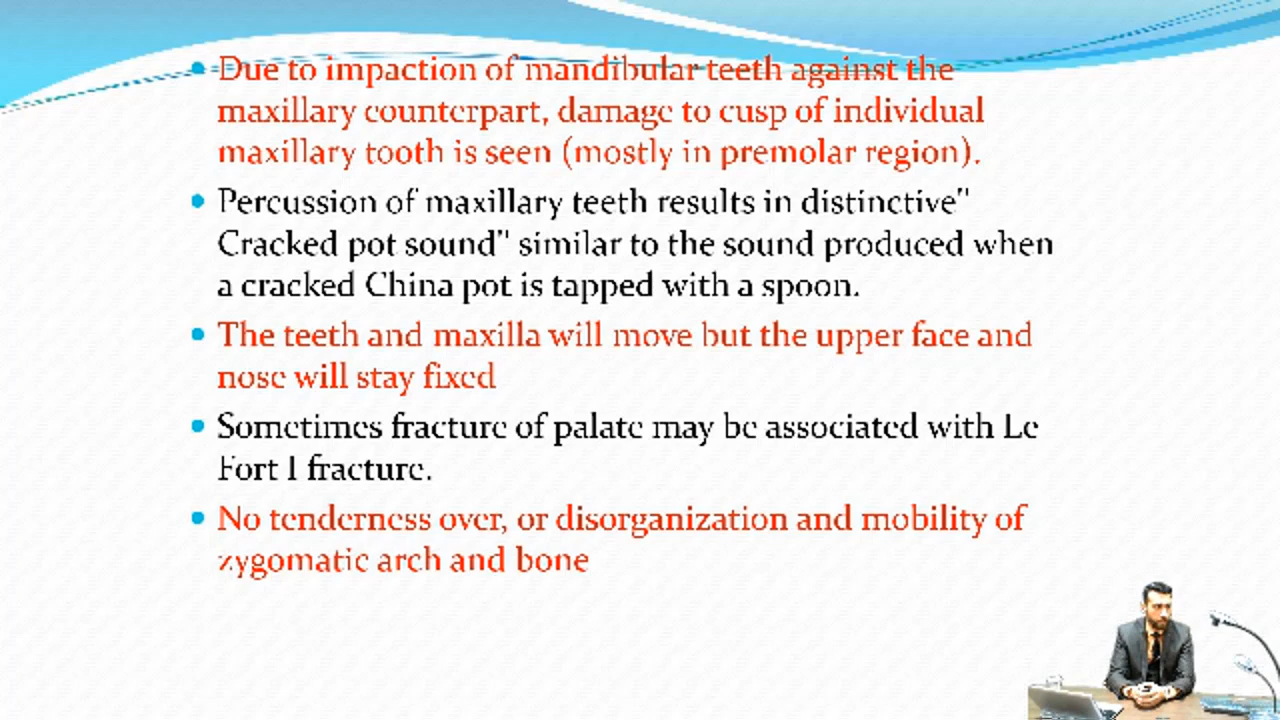 Due to impaction of mandibular teeth against the
maxillary counterpart, damage to cusp of individual
maxillary tooth is seen (mostly in premolar region).
Percussion of maxillary teeth results in distinctive"
Cracked pot sound" similar to the sound produced when
a cracked China pot is tapped with a spoon.
The teeth and maxilla will move but the upper face and
nose will stay fixed
Sometimes fracture of palate may be associated with Le
Fort I fracture.
No tenderness over, or disorganization and mobility of
zygomatic arch and bone